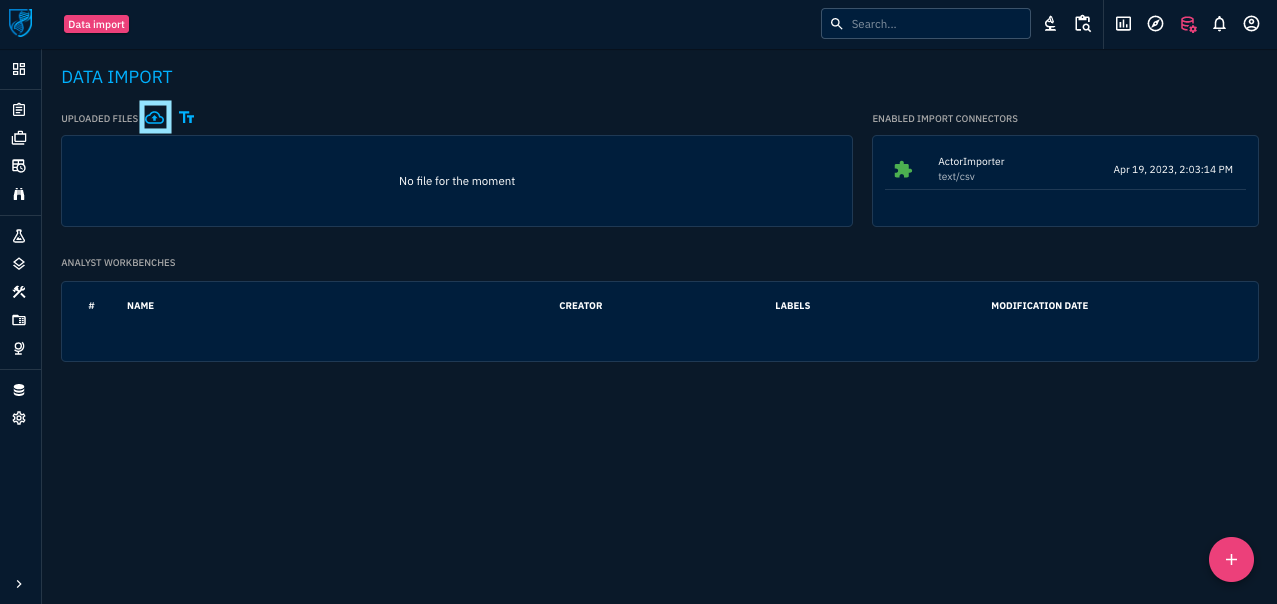 Data import
Search...
DATA IMPORT
UPLOADED FILES
ENABLED IMPORT CONNECTORS
No file for the moment
ActorImporter
text/csv
Apr 19, 2023, 2:03:14 PM
ANALYST WORKBENCHES
# NAME CREATOR LABELS MODIFICATION DATE